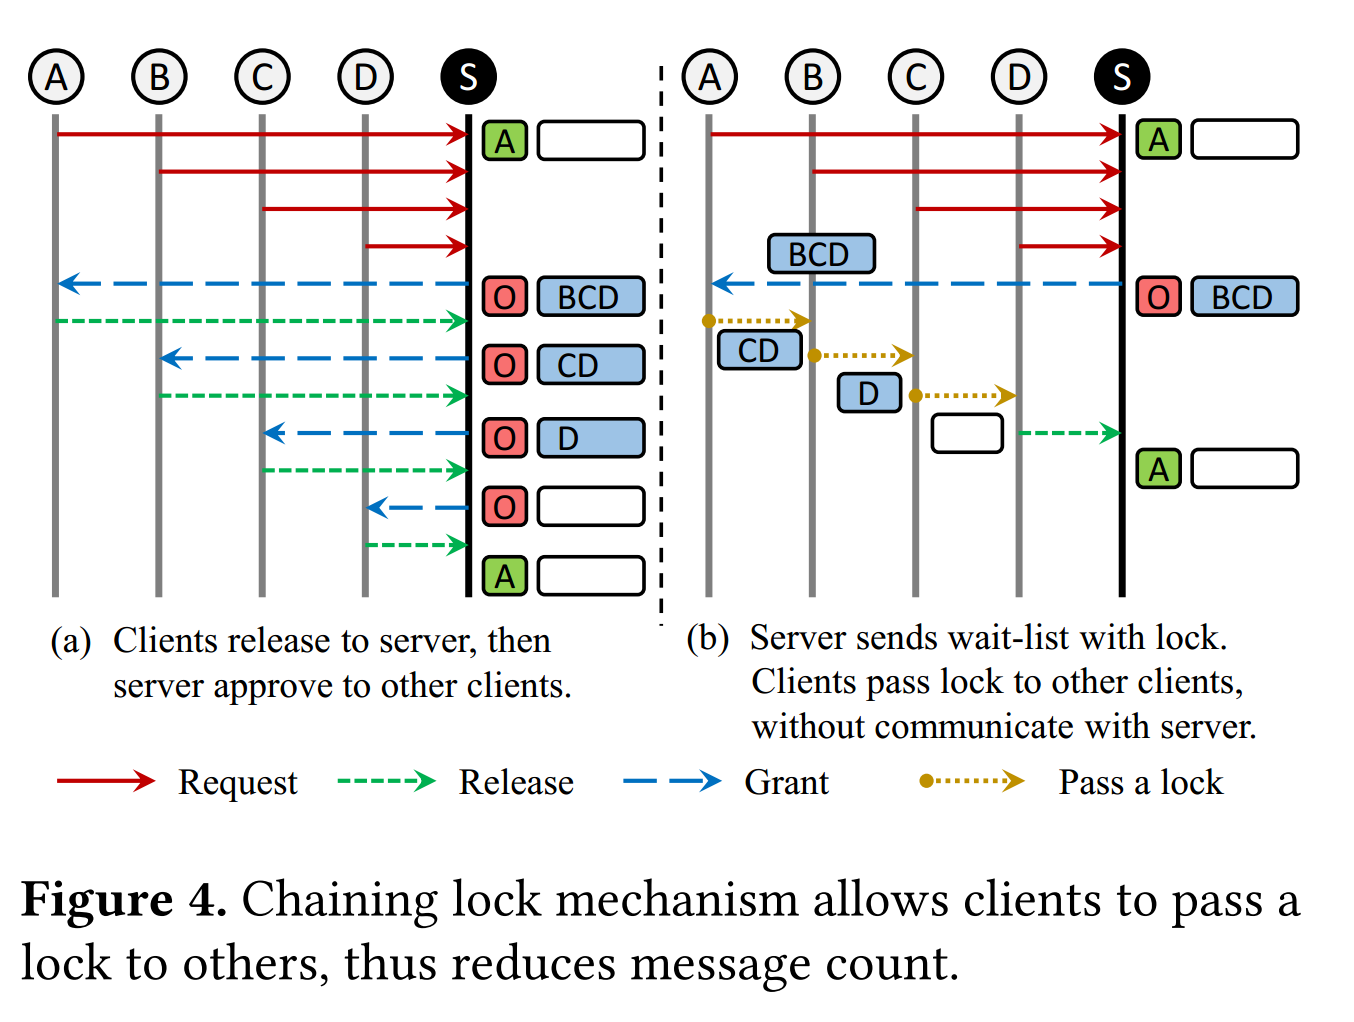 A B C D S
A
O BCD
O CD
O D
O
A
(a) Clients release to server, then
server approve to other clients.
A B C D S
A
BCD
O BCD
CD
D
A
(b) Server sends wait-list with lock.
Clients pass lock to other clients,
without communicate with server.
Request Release Grant Pass a lock
Figure 4. Chaining lock mechanism allows clients to pass a
lock to others, thus reduces message count.